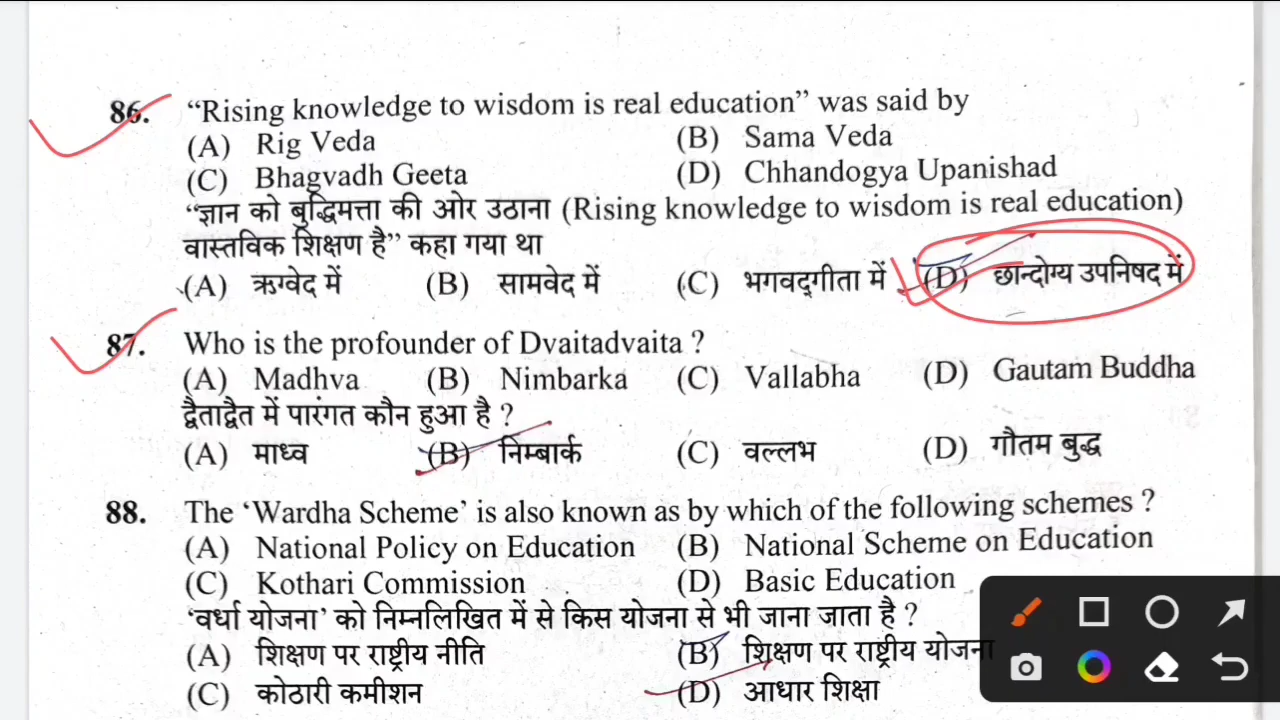 86. “Rising knowledge to wisdom is real education” was said by
(A) Rig Veda (B) Sama Veda
(C) Bhagvadh Geeta (D) Chhandogya Upanishad
“ज्ञान को बुद्धिमत्ता की ओर उठाना (Rising knowledge to wisdom is real education)
वास्तविक शिक्षण है” कहा गया था
(A) ऋग्वेद में (B) सामवेद में (C) भगवद्गीता में (D) छान्दोग्य उपनिषद में
87. Who is the profounder of Dvaitadvaita ?
(A) Madhva (B) Nimbarka (C) Vallabha (D) Gautam Buddha
द्वैताद्वैत में पारंगत कौन हुआ है ?
(A) माध्व (B) निम्बार्क (C) वल्लभ (D) गौतम बुद्ध
88. The ‘Wardha Scheme’ is also known as by which of the following schemes ?
(A) National Policy on Education (B) National Scheme on Education
(C) Kothari Commission (D) Basic Education
‘वर्धा योजना’ को निम्नलिखित में से किस योजना से भी जाना जाता है ?
(A) शिक्षण पर राष्ट्रीय नीति (B) शिक्षण पर राष्ट्रीय योजना
(C) कोठारी कमीशन (D) आधार शिक्षा